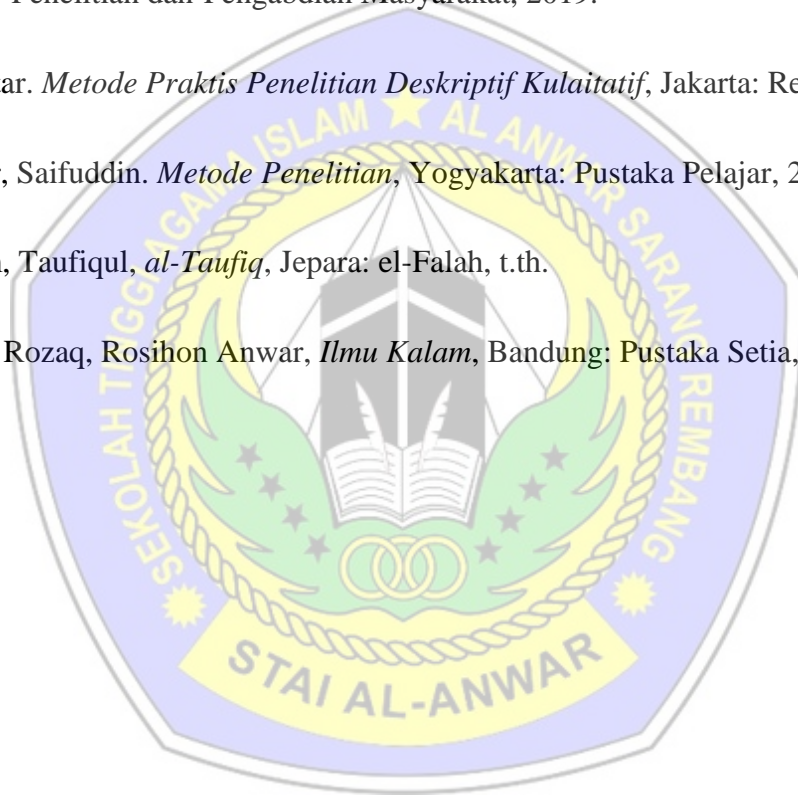 Penelitian dan Pengabdian Masyarakat, 2019.
tar. Metode Praktis Penelitian Deskriptif Kulaitatif, Jakarta: Re
, Saifuddin. Metode Penelitian, Yogyakarta: Pustaka Pelajar, 2
, Taufiqul, al-Taufiq, Jepara: el-Falah, t.th.
Rozaq, Rosihon Anwar, Ilmu Kalam, Bandung: Pustaka Setia,
SEKOLAH TINGGI AGAMA ISLAM AL ANWAR SARANG REMBANG
STAI AL-ANWAR